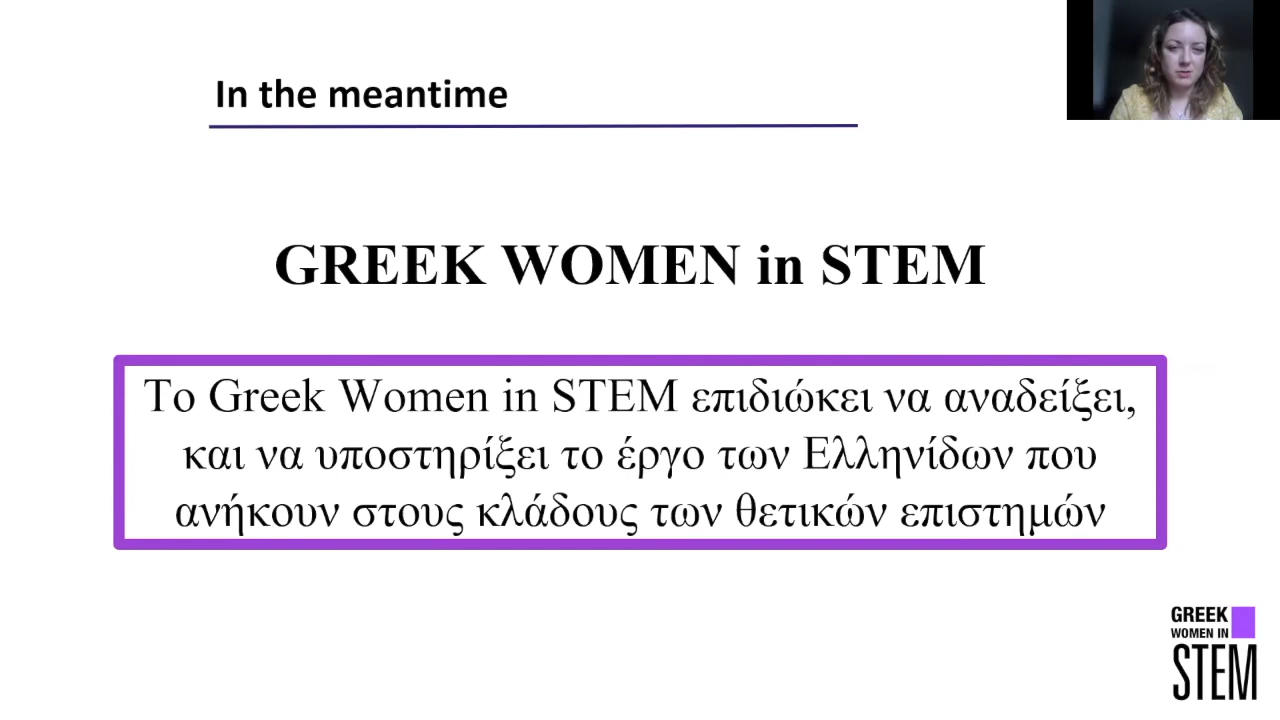 In the meantime
GREEK WOMEN in STEM
Το Greek Women in STEM επιδιώκει να αναδείξει,
και να υποστηρίξει το έργο των Ελληνίδων που
ανήκουν στους κλάδους των θετικών επιστημών
GREEK
WOMEN IN
STEM